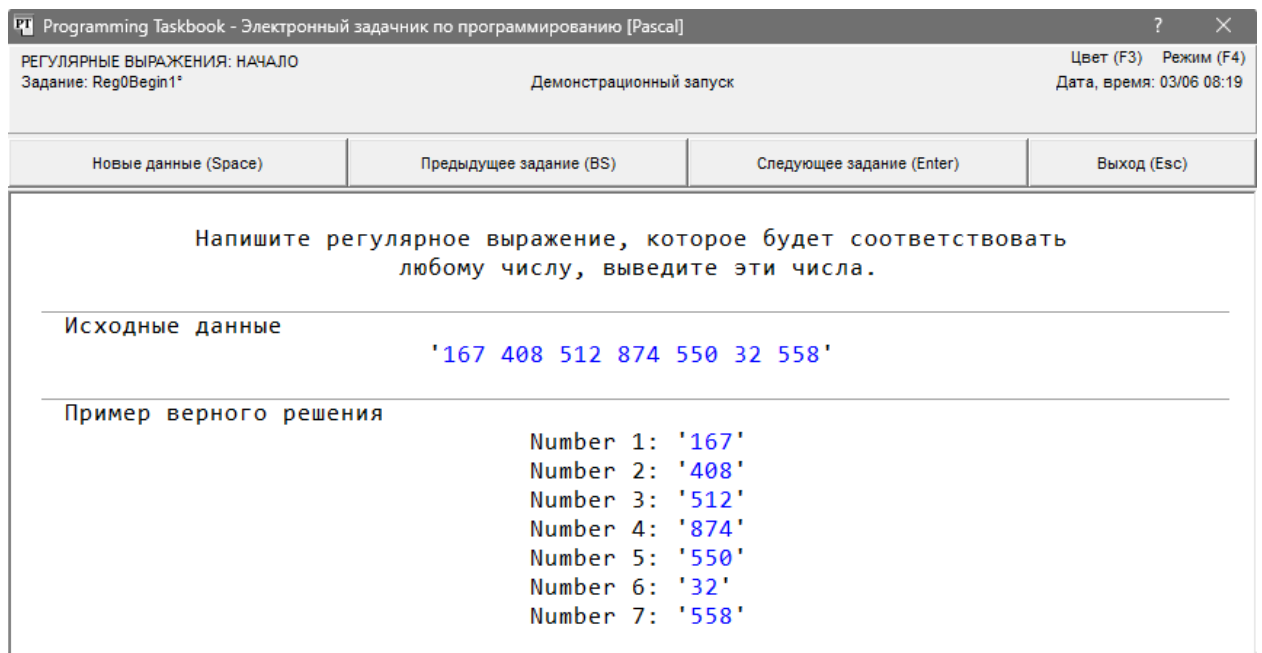 Programming Taskbook - Электронный задачник по программированию [Pascal] ? ×
РЕГУЛЯРНЫЕ ВЫРАЖЕНИЯ: НАЧАЛО Цвет (F3) Режим (F4)
Задание: Reg0Begin1° Демонстрационный запуск Дата, время: 03/06 08:19
Новые данные (Space) Предыдущее задание (BS) Следующее задание (Enter) Выход (Esc)
Напишите регулярное выражение, которое будет соответствовать
любому числу, выведите эти числа.
Исходные данные
'167 408 512 874 550 32 558'
Пример верного решения
Number 1: '167'
Number 2: '408'
Number 3: '512'
Number 4: '874'
Number 5: '550'
Number 6: '32'
Number 7: '558'